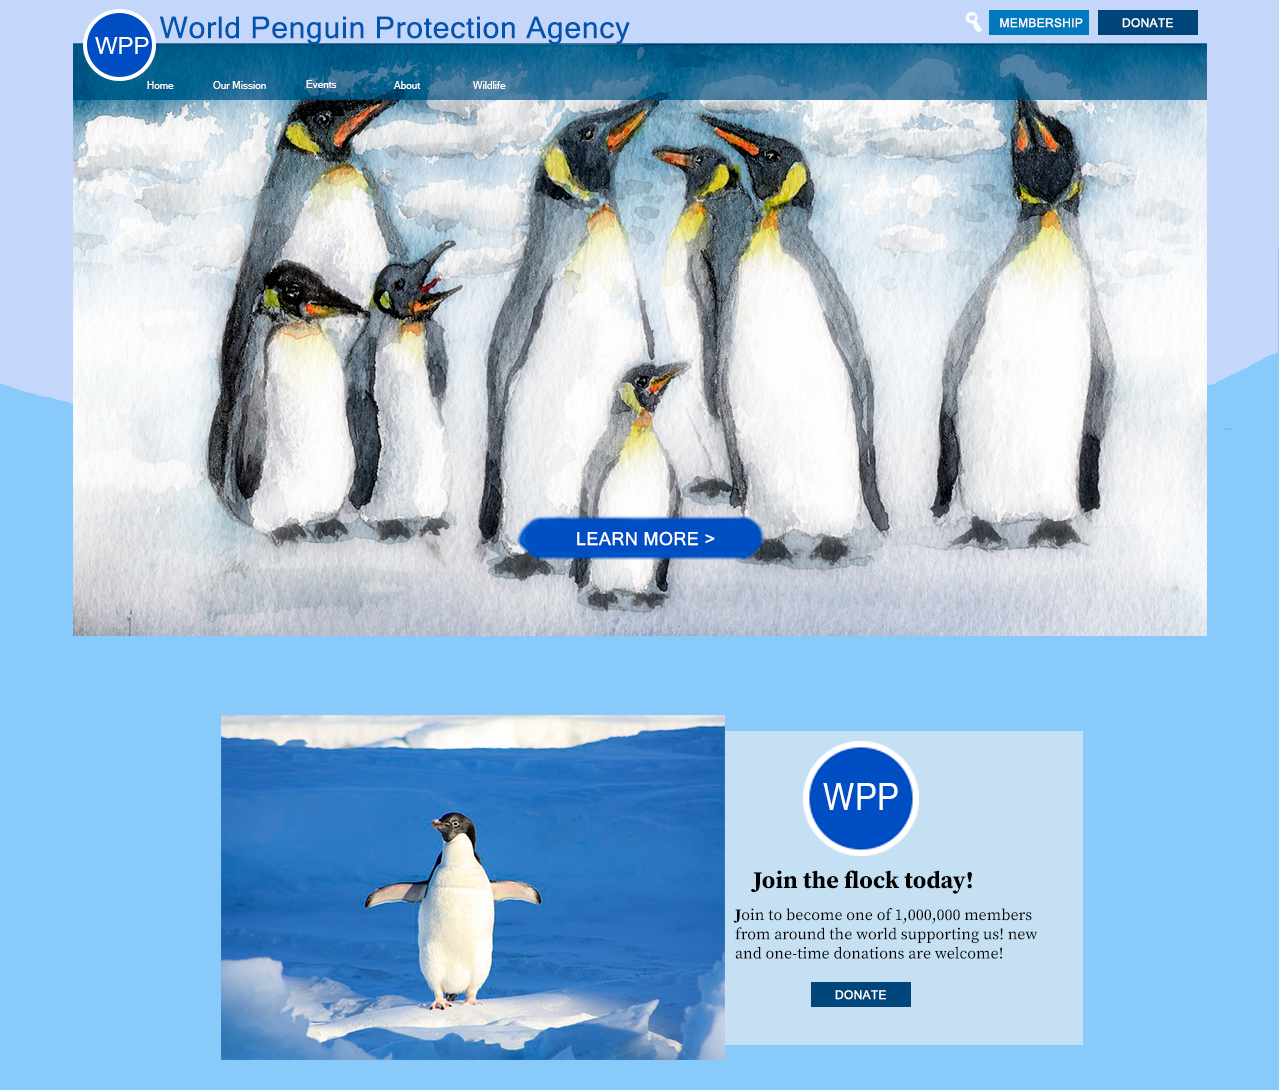 World Penguin Protection Agency
WPP
MEMBERSHIP
DONATE
Home
Our Mission
Events
About
Wildlife
LEARN MORE >
WPP
Join the flock today!
Join to become one of 1,000,000 members
from around the world supporting us! new
and one-time donations are welcome!
DONATE